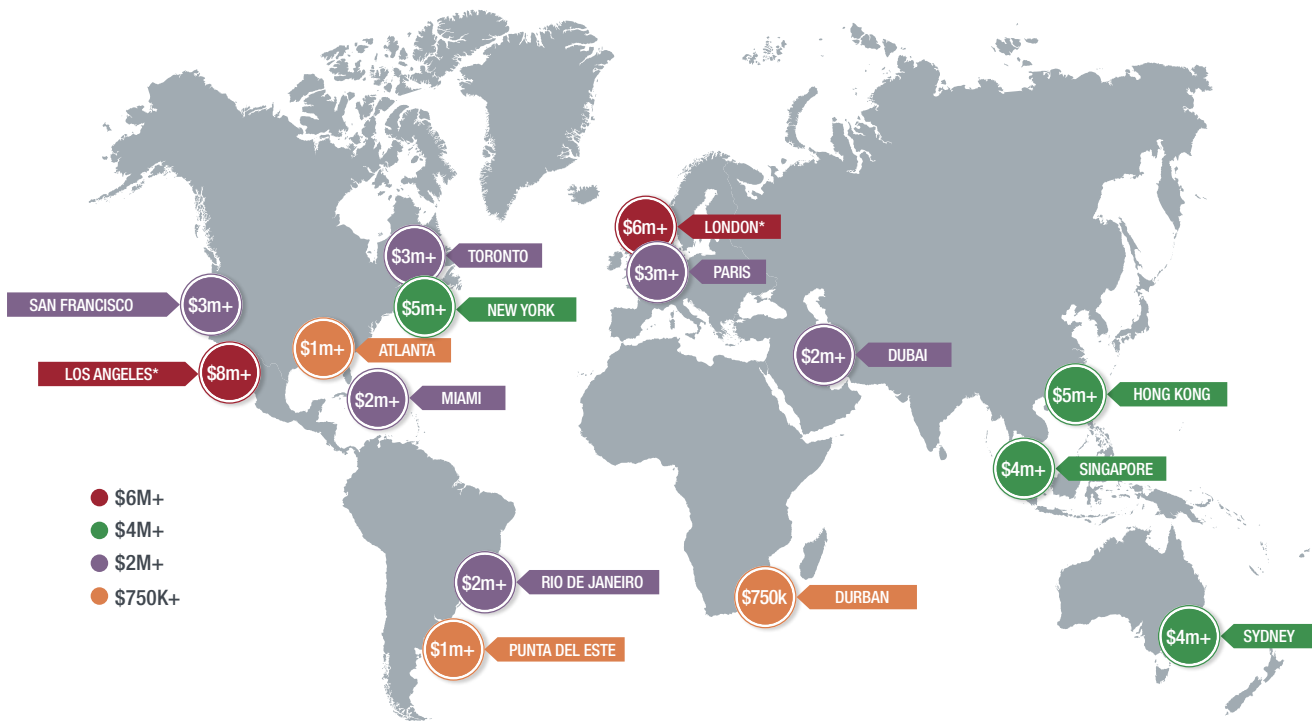 $6m+
LONDON*
$3m+
TORONTO
$3m+
PARIS
SAN FRANCISCO
$3m+
$5m+
NEW YORK
$1m+
ATLANTA
$2m+
DUBAI
LOS ANGELES*
$8m+
$2m+
MIAMI
$5m+
HONG KONG
$4m+
SINGAPORE
$6M+
$4M+
$2M+
$750K+
$2m+
RIO DE JANEIRO
$750k
DURBAN
$1m+
PUNTA DEL ESTE
$4m+
SYDNEY